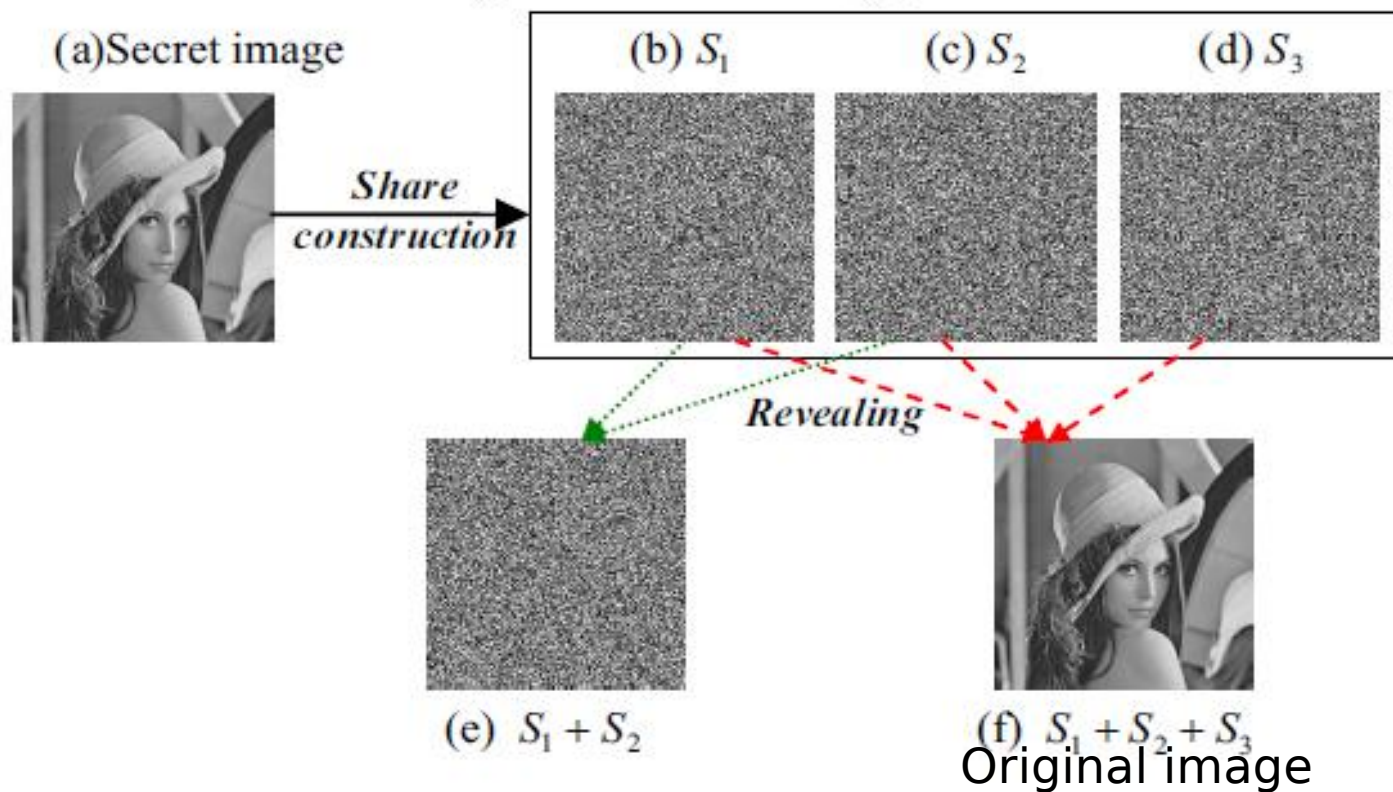 (a)Secret image
(b) S₁
(c) S₂
(d) S₃
Share
construction
Revealing
(e) S₁ + S₂
(f) S₁ + S₂ + S₃
Original image